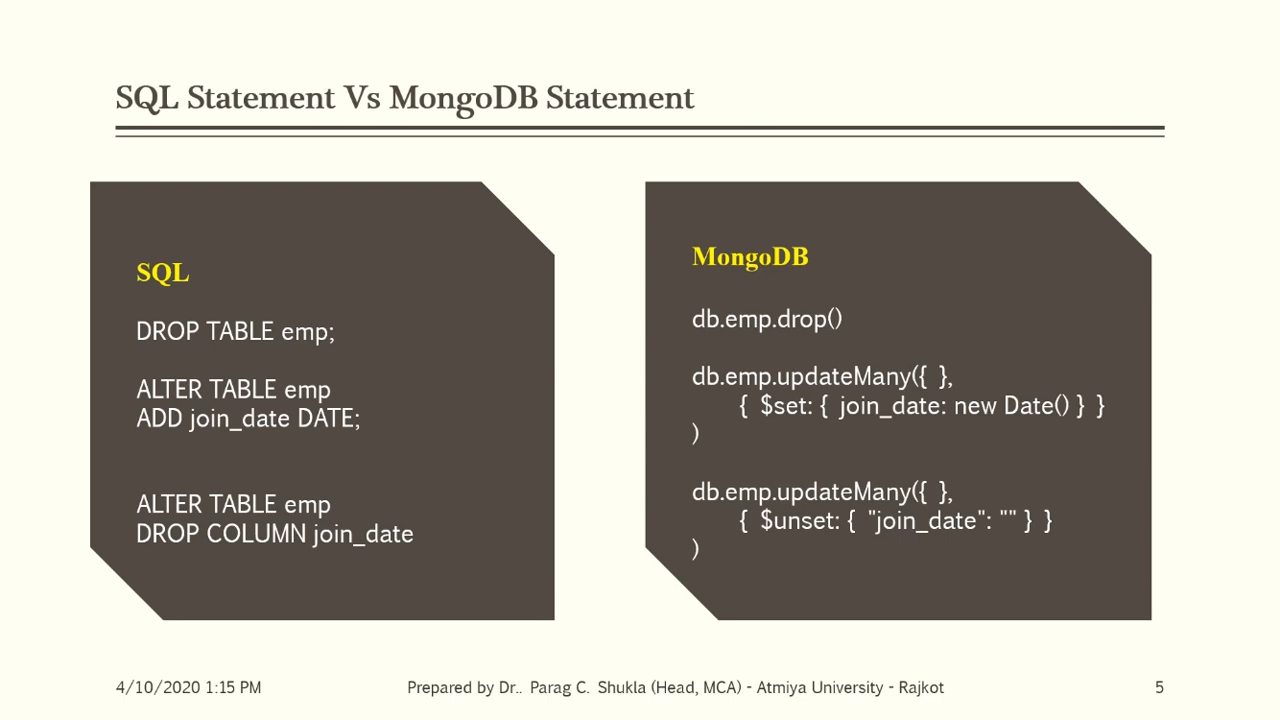 SQL Statement Vs MongoDB Statement
SQL
DROP TABLE emp;
ALTER TABLE emp
ADD join_date DATE;
ALTER TABLE emp
DROP COLUMN join_date
MongoDB
db.emp.drop()
db.emp.updateMany({ },
{ $set: { join_date: new Date() } }
)
db.emp.updateMany({ },
{ $unset: { "join_date": "" } }
)
4/10/2020 1:15 PM
Prepared by Dr.. Parag C. Shukla (Head, MCA) - Atmiya University - Rajkot
5